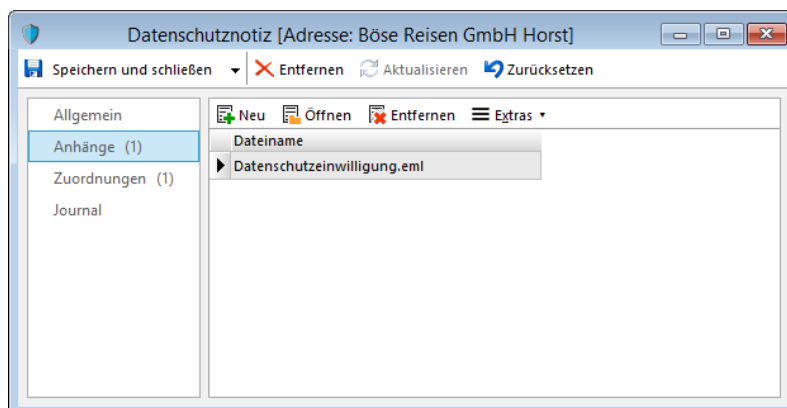 Datenschutznotiz [Adresse: Böse Reisen GmbH Horst]
Speichern und schließen Entfernen Aktualisieren Zurücksetzen
Allgemein
Anhänge (1)
Zuordnungen (1)
Journal
Neu Öffnen Entfernen Extras
Dateiname
Datenschutzeinwilligung.eml